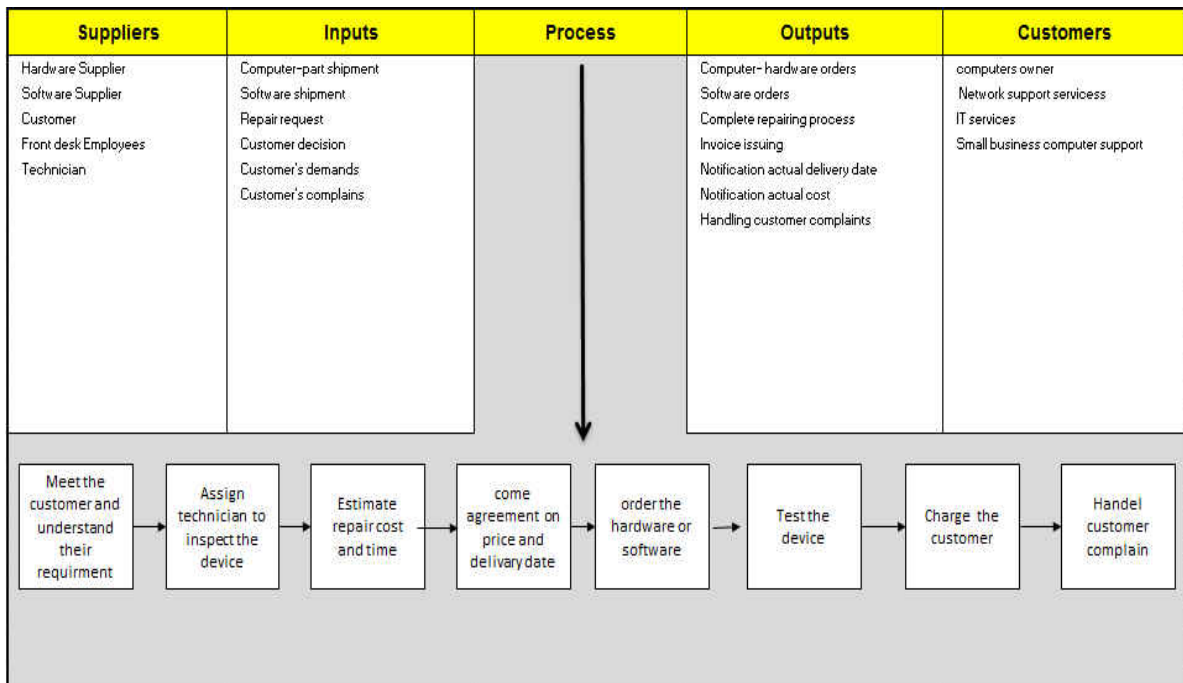 Suppliers
Inputs
Process
Outputs
Customers
Hardware Supplier
Software Supplier
Customer
Front desk Employees
Technician
Computer-part shipment
Software shipment
Repair request
Customer decision
Customer's demands
Customer's complains
Computer- hardware orders
Software orders
Complete repairing process
Invoice issuing
Notification actual delivery date
Notification actual cost
Handling customer complaints
computers owner
Network support servicess
IT services
Small business computer support
Meet the
customer and
understand
their
requirment
Assign
technician to
inspect the
device
Estimate
repair cost
and time
come
agreement on
price and
delivary date
order the
hardware or
software
Test the
device
Charge the
customer
Handel
customer
complain